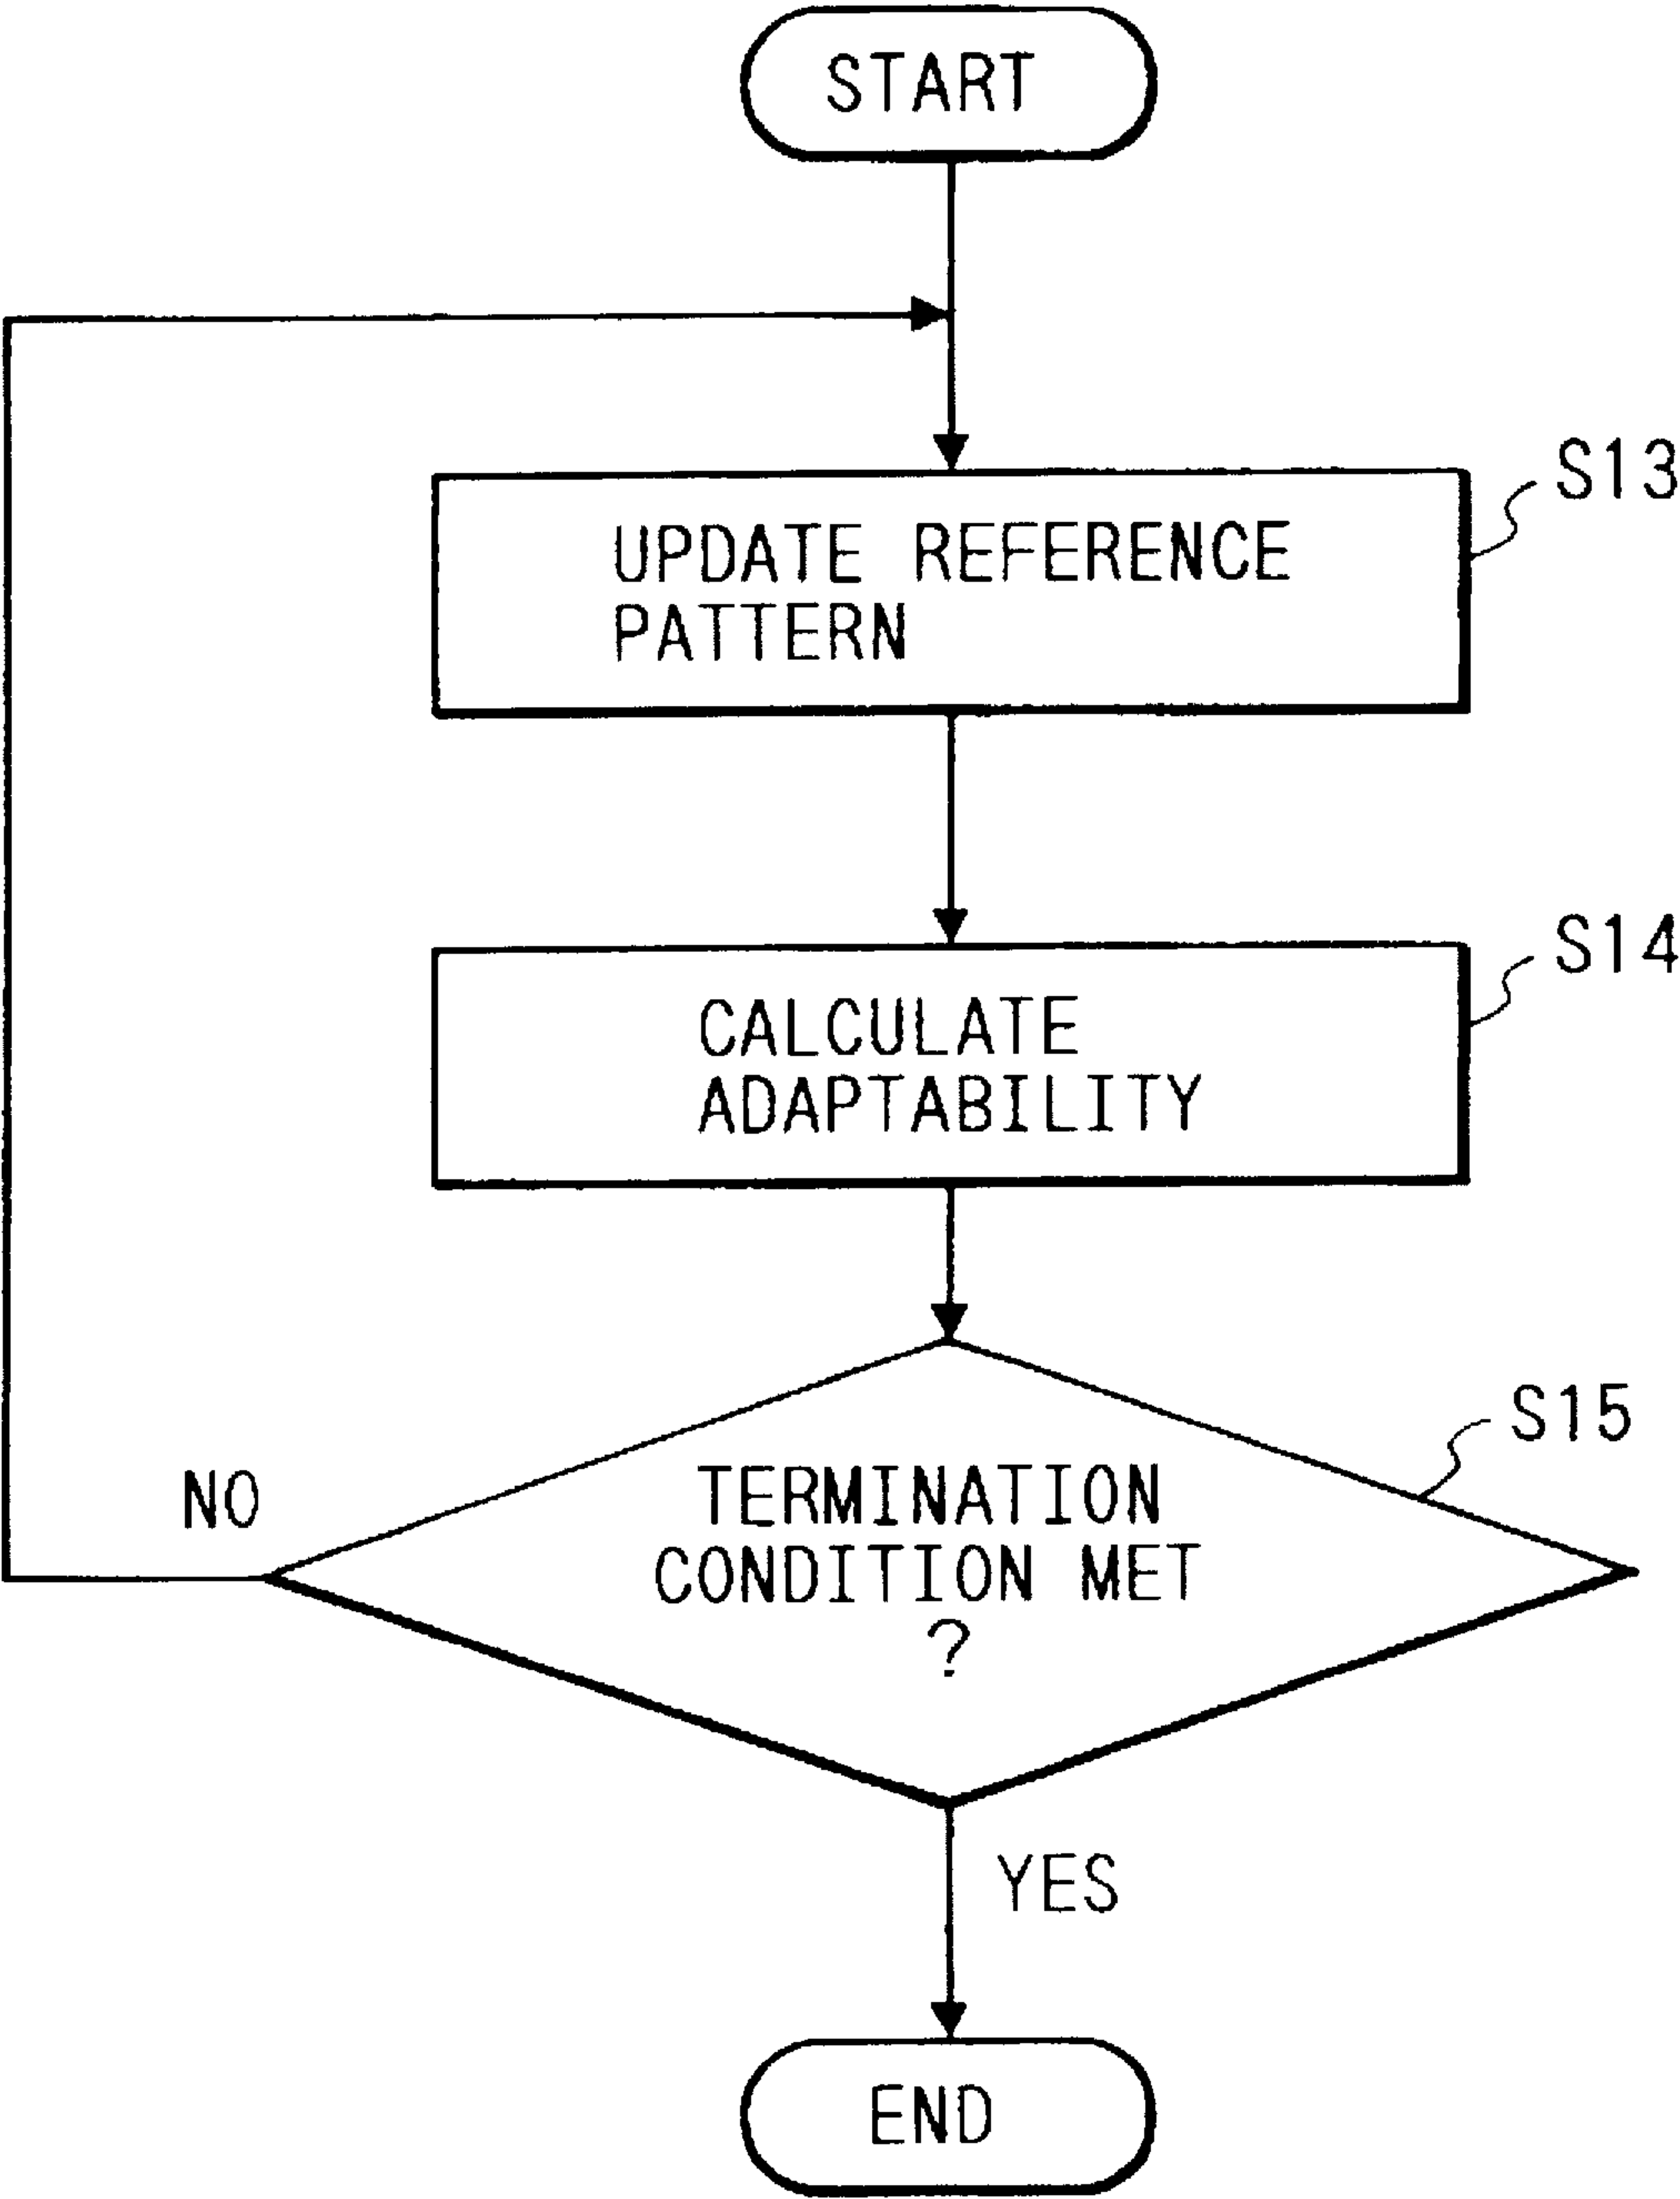 START
S13
UPDATE REFERENCE
PATTERN
S14
CALCULATE
ADAPTABILITY
S15
NO
TERMINATION
CONDITION MET
?
YES
END